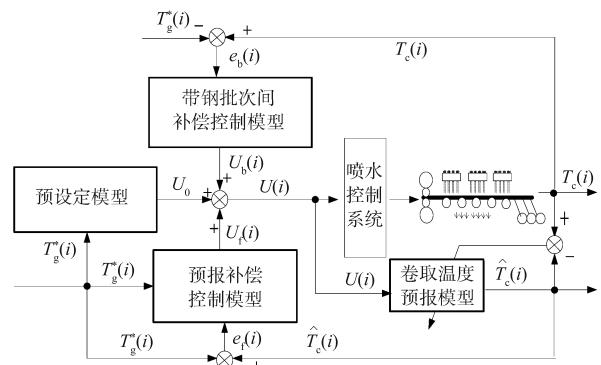 T*g(i) − + Tc(i)
eb(i)
带钢批次间
补偿控制模型
Ub(i)
+
预设定模型 U0 + U(i) 喷水控制系统 Tc(i)
+ Uf(i) +
T*g(i) −
T*g(i) 预报补偿控制模型 U(i) 卷取温度预报模型 T̂c(i)
ef(i)
T*g(i) T̂c(i)
+